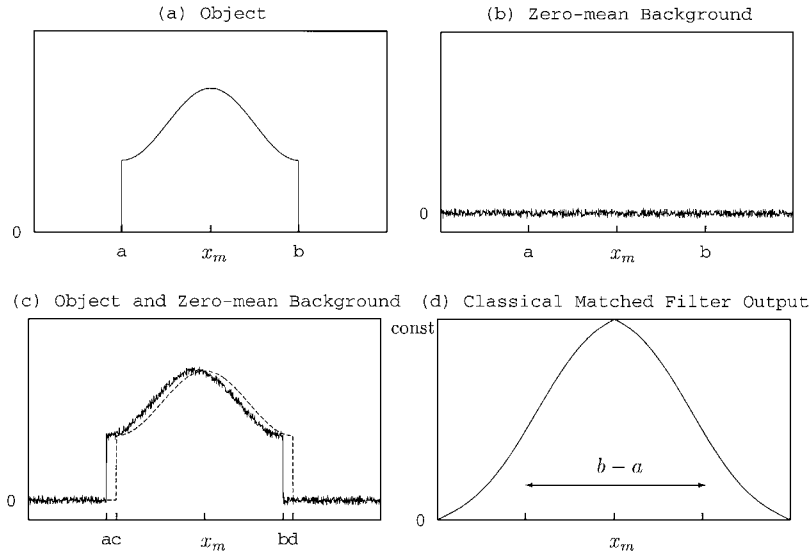 (a) Object
0
a x_m b
(b) Zero-mean Background
0
a x_m b
(c) Object and Zero-mean Background
0
ac x_m bd
(d) Classical Matched Filter Output
const
b − a
0
x_m